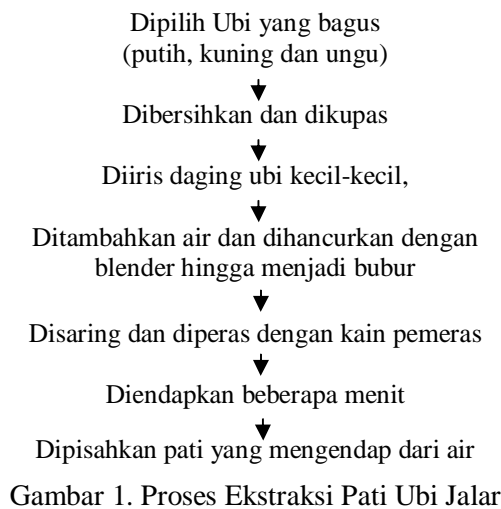 Dipilih Ubi yang bagus
(putih, kuning dan ungu)
Dibersihkan dan dikupas
Diiris daging ubi kecil-kecil,
Ditambahkan air dan dihancurkan dengan
blender hingga menjadi bubur
Disaring dan diperas dengan kain pemeras
Diendapkan beberapa menit
Dipisahkan pati yang mengendap dari air
Gambar 1. Proses Ekstraksi Pati Ubi Jalar